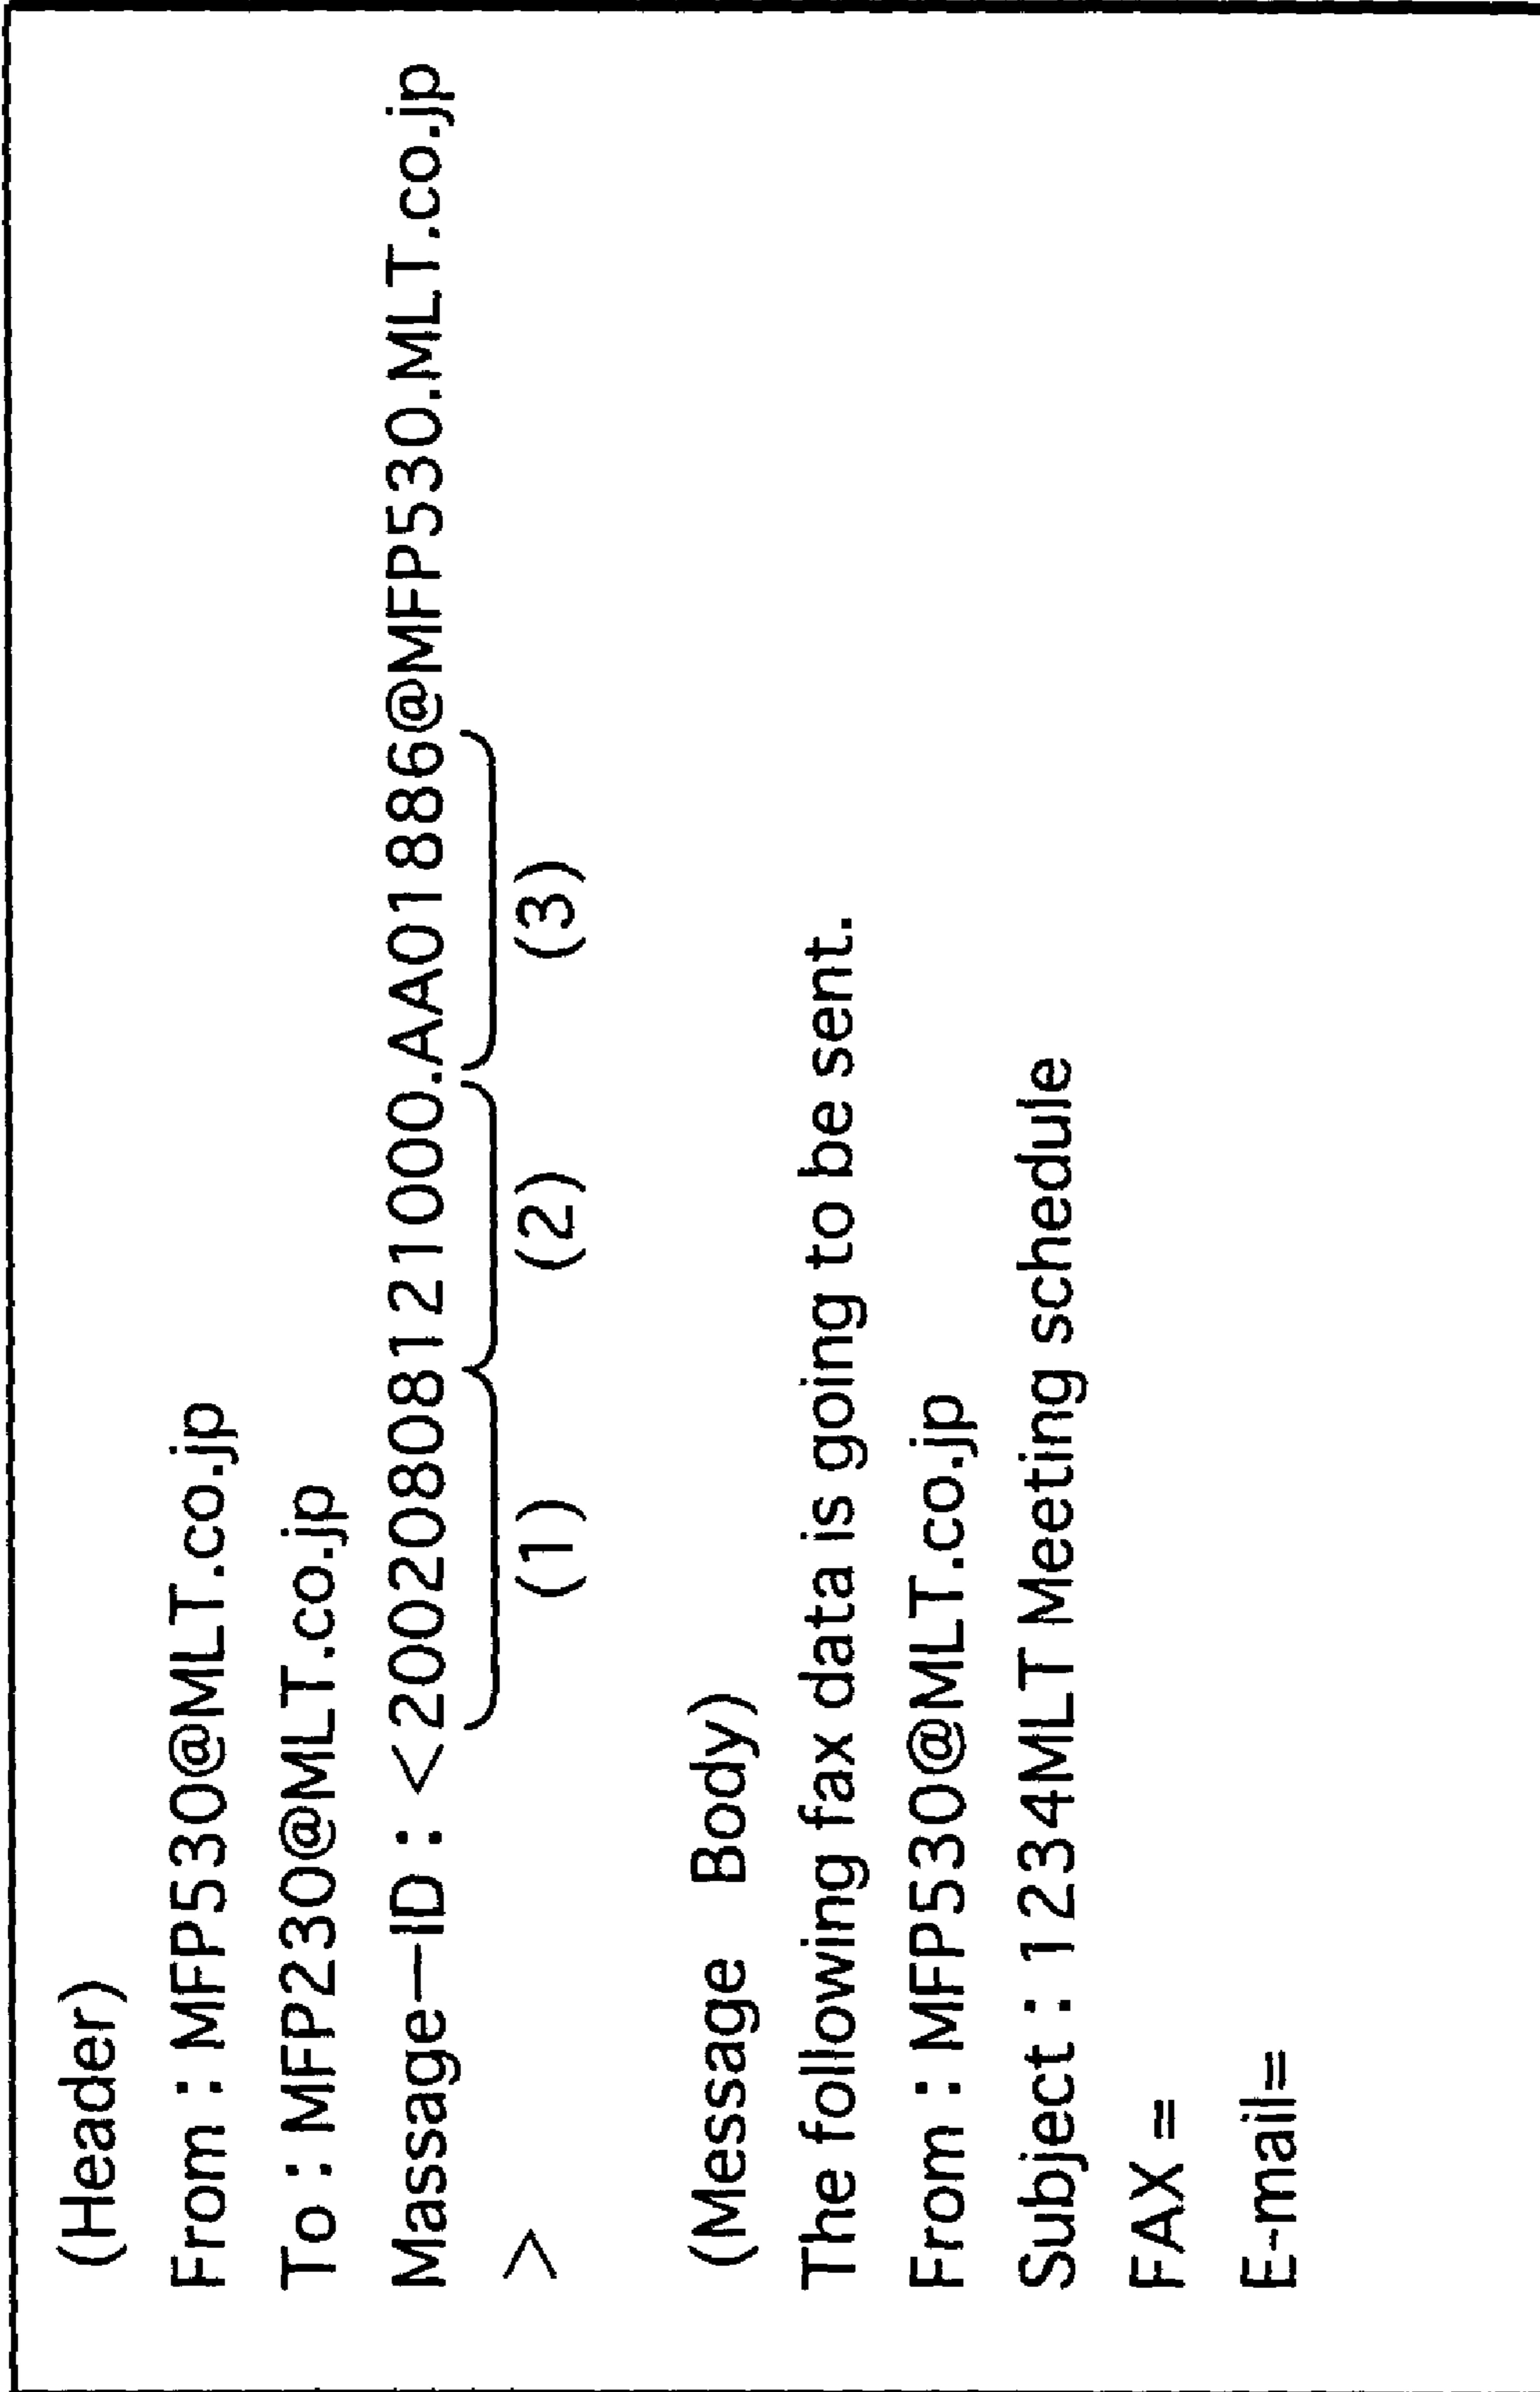 (Header)
From : MFP530@MLT.co.jp
To : MFP230@MLT.co.jp
Massage—ID : <20020808121000.AA01886@MFP530.MLT.co.jp
>
(1) (2) (3)
(Message Body)
The following fax data is going to be sent.
From : MFP530@MLT.co.jp
Subject : 1234MLT Meeting schedule
FAX =
E-mail=